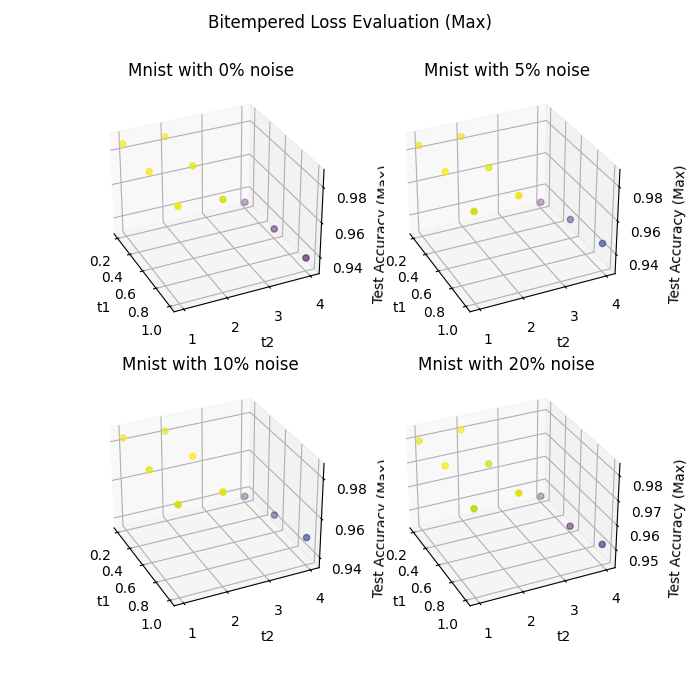 Bitempered Loss Evaluation (Max)
Mnist with 0% noise
0.98
0.96
0.94
Test Accuracy (Max)
0.2
0.4
0.6
0.8
1.0
t1
1
2
3
4
t2
Mnist with 5% noise
0.98
0.96
0.94
Test Accuracy (Max)
0.2
0.4
0.6
0.8
1.0
t1
1
2
3
4
t2
Mnist with 10% noise
0.98
0.96
0.94
Test Accuracy (Max)
0.2
0.4
0.6
0.8
1.0
t1
1
2
3
4
t2
Mnist with 20% noise
0.98
0.97
0.96
0.95
Test Accuracy (Max)
0.2
0.4
0.6
0.8
1.0
t1
1
2
3
4
t2